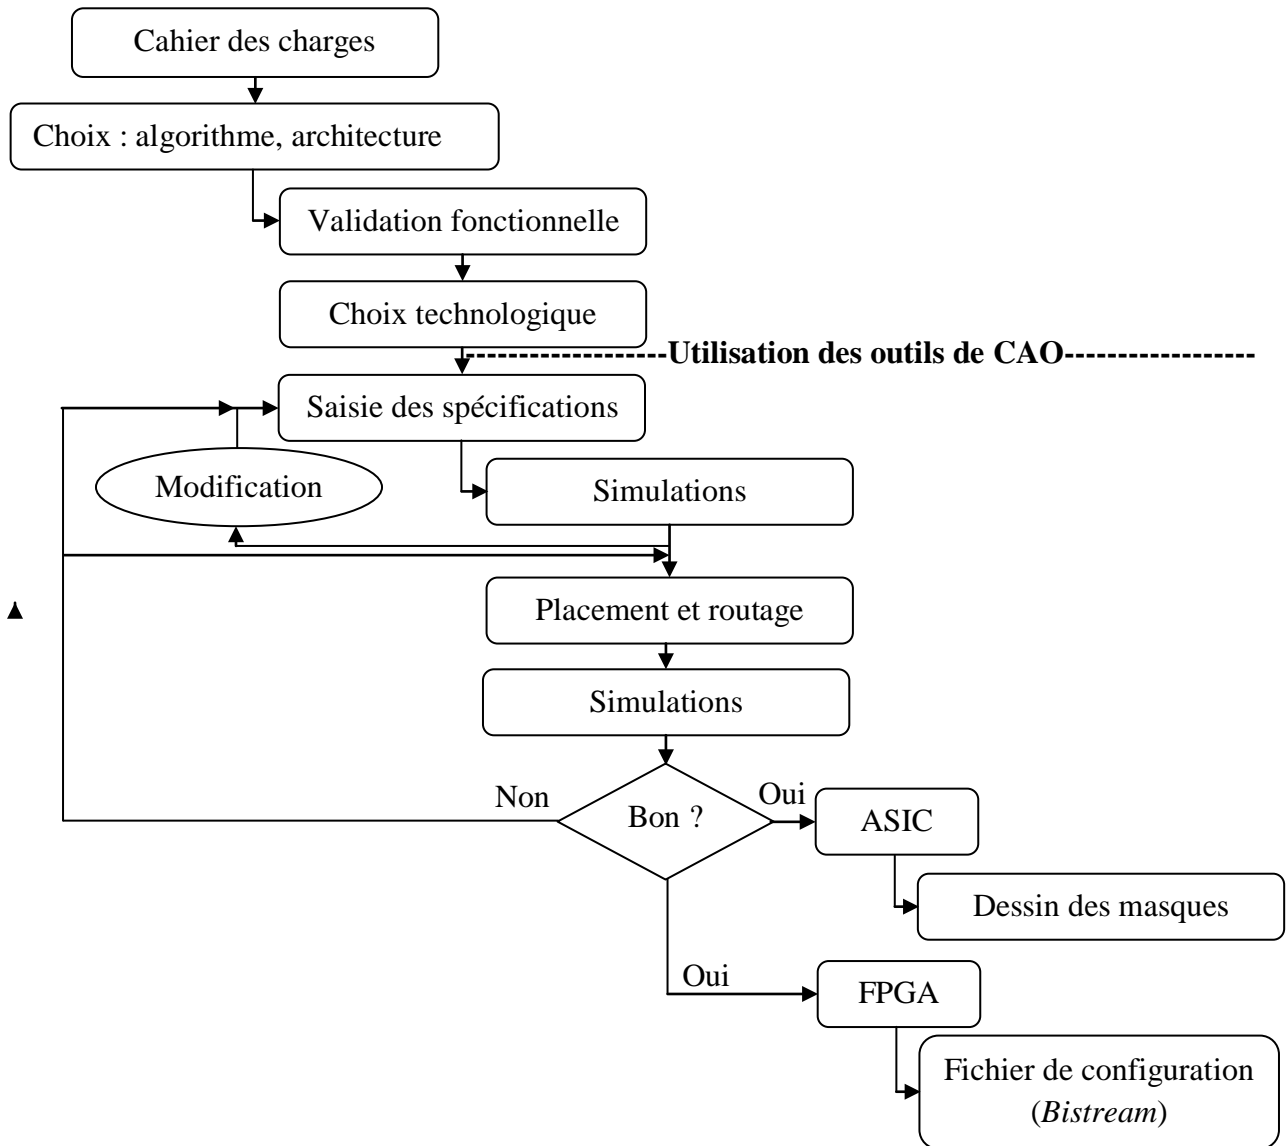 Cahier des charges
Choix : algorithme, architecture
Validation fonctionnelle
Choix technologique
Utilisation des outils de CAO
Saisie des spécifications
Modification
Simulations
Placement et routage
Simulations
Non
Bon ?
Oui
ASIC
Dessin des masques
Oui
FPGA
Fichier de configuration
(Bistream)